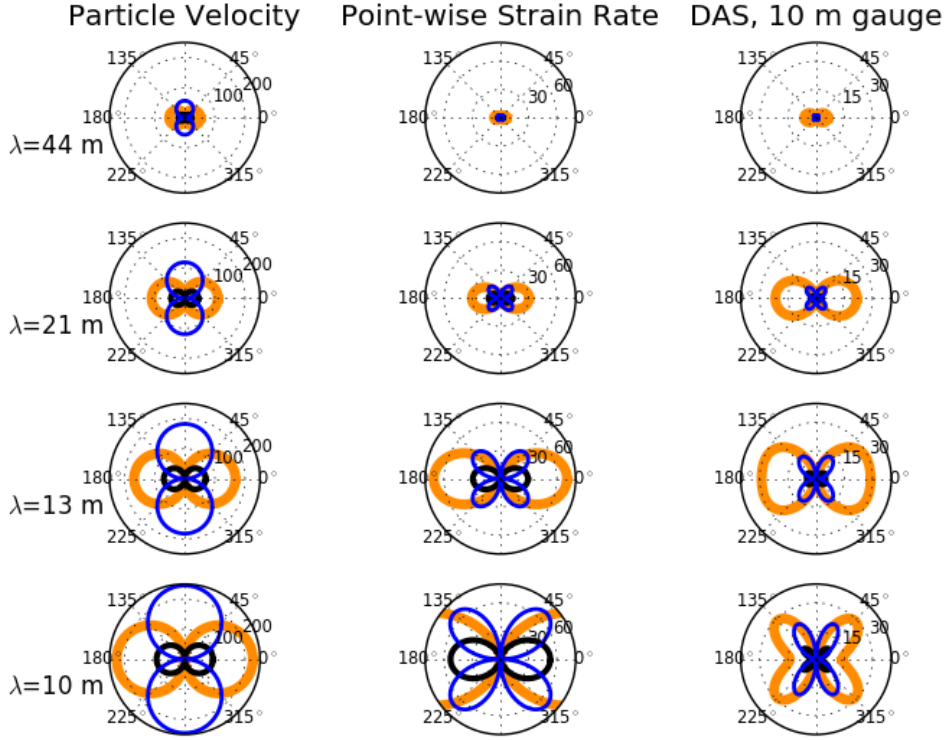 Particle Velocity Point-wise Strain Rate DAS, 10 m gauge
135° 45° 135° 45° 135° 45°
200 60 30
100 30 15
180° 0° 180° 0° 180° 0°
λ=44 m
225° 315° 225° 315° 225° 315°
135° 45° 135° 45° 135° 45°
200 60 30
100 30 15
180° 0° 180° 0° 180° 0°
λ=21 m
225° 315° 225° 315° 225° 315°
135° 45° 135° 45° 135° 45°
200 60 30
100 30 15
180° 0° 180° 0° 180° 0°
λ=13 m
225° 315° 225° 315° 225° 315°
135° 45° 135° 45° 135° 45°
200 60 30
100 30 15
180° 0° 180° 0° 180° 0°
λ=10 m
225° 315° 225° 315° 225° 315°